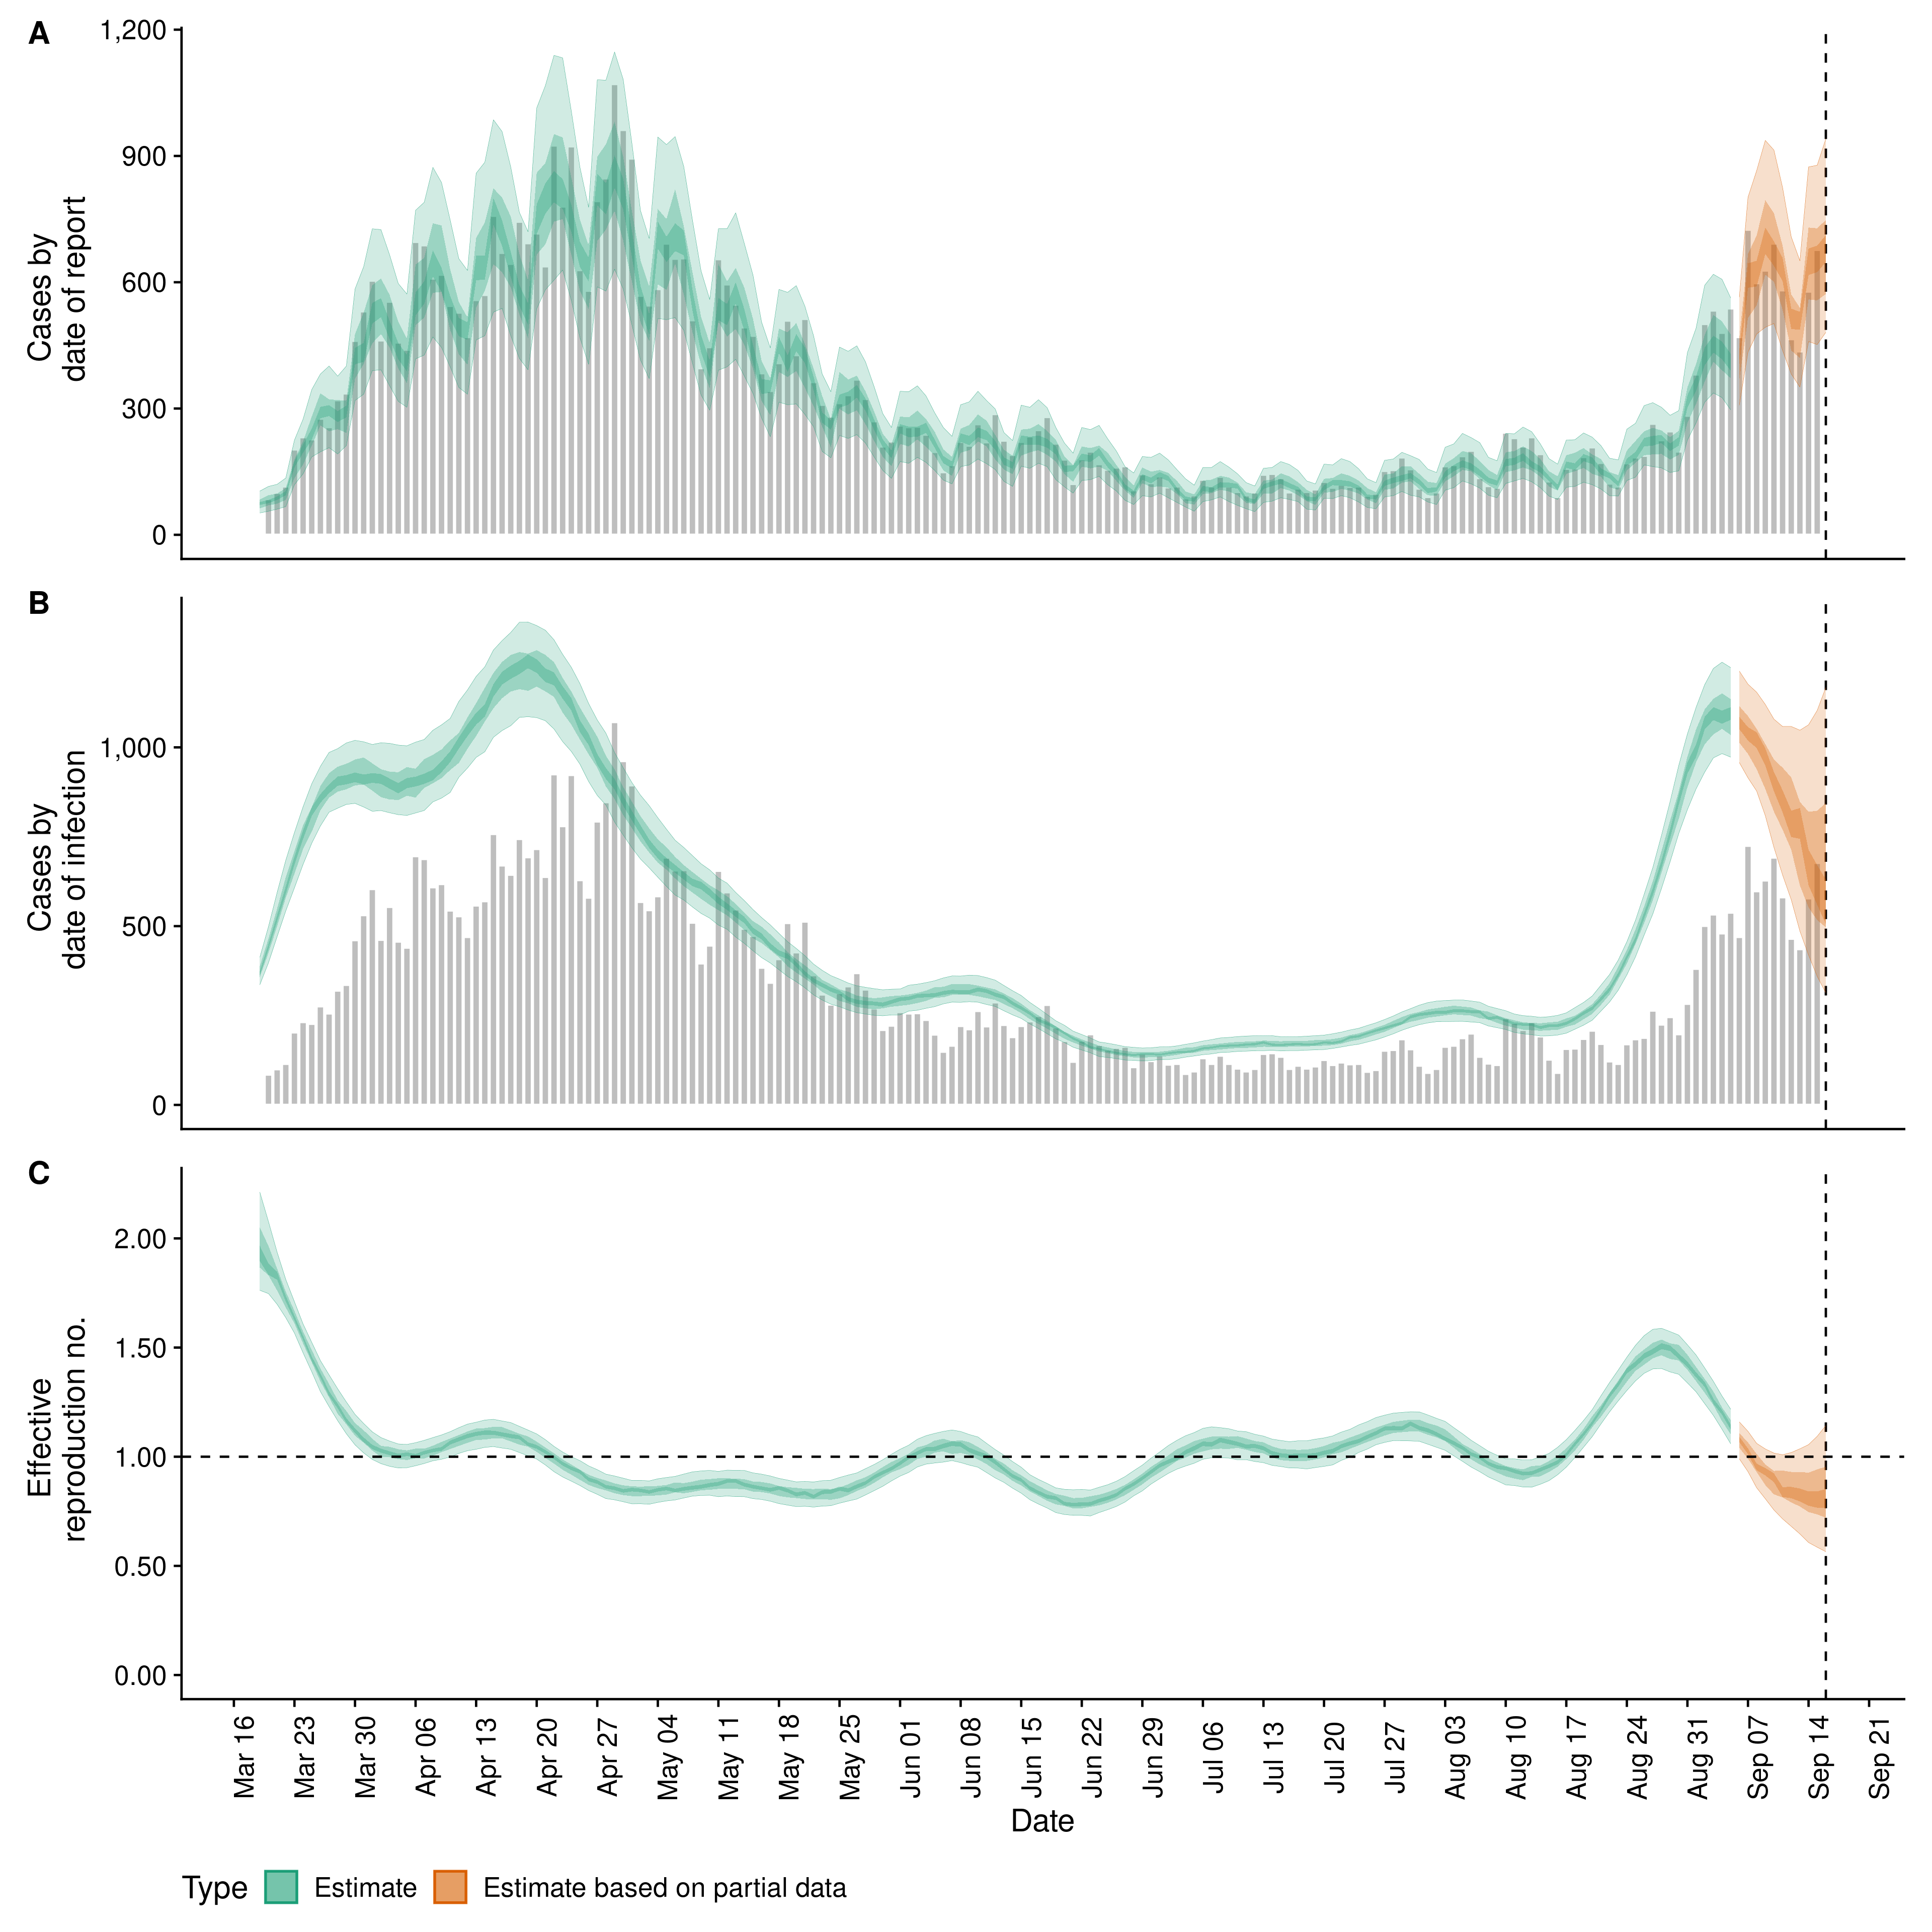 A
1,200
900
600
300
0
Cases by
date of report
B
1,000
500
0
Cases by
date of infection
C
2.00
1.50
1.00
0.50
0.00
Effective
reproduction no.
Mar 16
Mar 23
Mar 30
Apr 06
Apr 13
Apr 20
Apr 27
May 04
May 11
May 18
May 25
Jun 01
Jun 08
Jun 15
Jun 22
Jun 29
Jul 06
Jul 13
Jul 20
Jul 27
Aug 03
Aug 10
Aug 17
Aug 24
Aug 31
Sep 07
Sep 14
Sep 21
Date
Type Estimate Estimate based on partial data